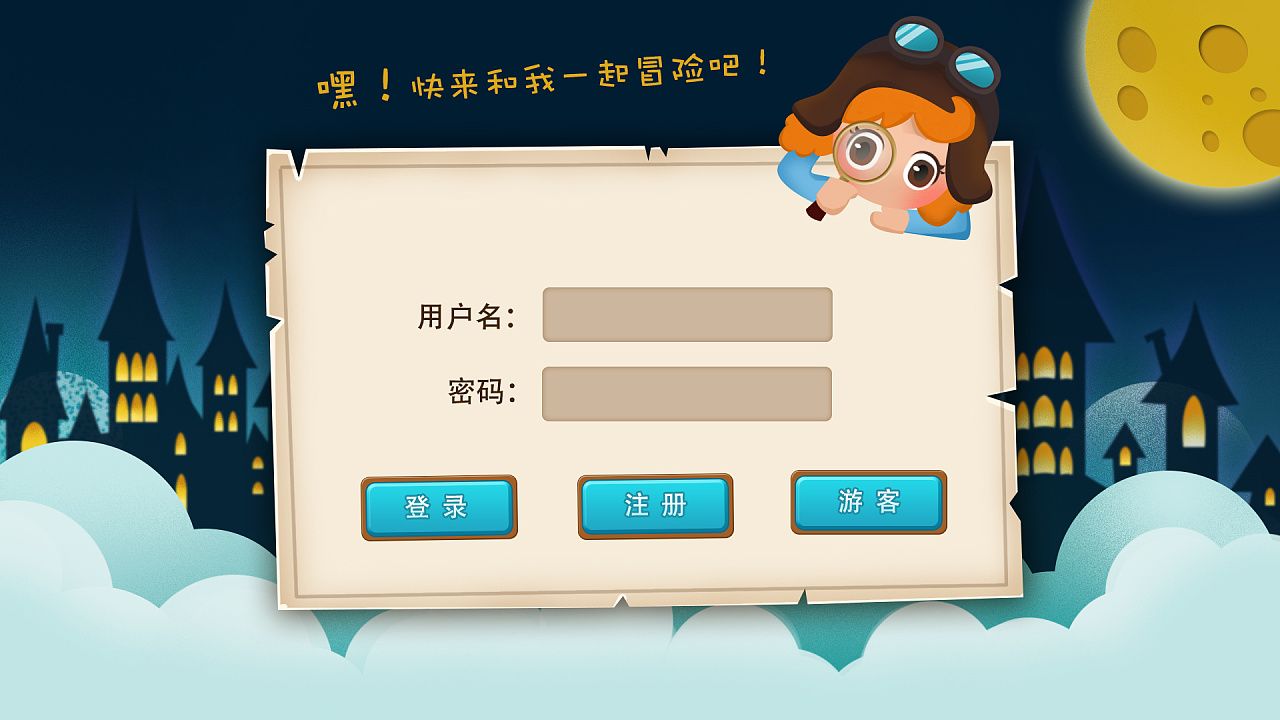 嘿！快来和我一起冒险吧！
用户名：
密码：
登录 注册 游客